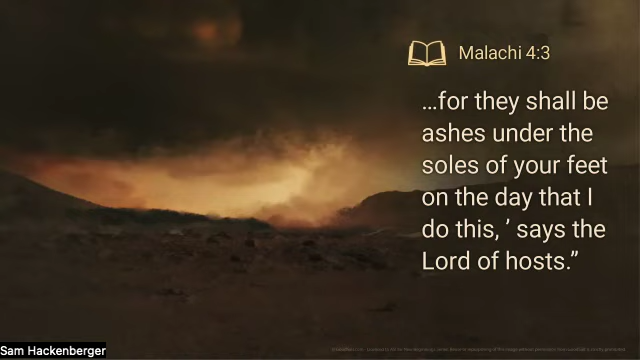 Malachi 4:3
…for they shall be
ashes under the
soles of your feet
on the day that I
do this, ’ says the
Lord of hosts.”
Sam Hackenberger